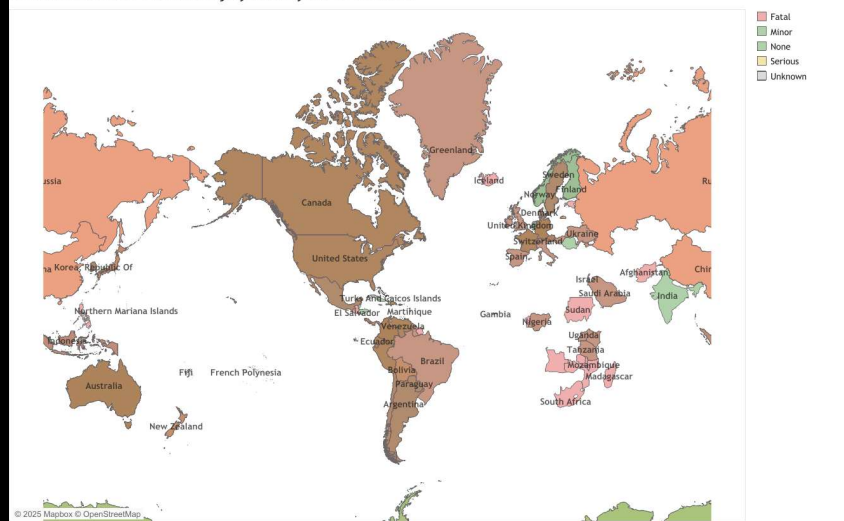 Fatal
Minor
None
Serious
Unknown
Greenland
Iceland
Sweden
Finland
Norway
Canada
Denmark
United Kingdom
Ukraine
Switzerland
Spain
United States
Korea, Republic Of
Afghanistan
Israel
Saudi Arabia
India
Turks And Caicos Islands
Northern Mariana Islands
El Salvador
Martinique
Gambia
Sudan
Nigeria
Venezuela
Uganda
Ecuador
Indonesia
Tanzania
Brazil
Mozambique
Bolivia
Fiji
French Polynesia
Madagascar
Australia
Paraguay
South Africa
Argentina
New Zealand
© 2025 Mapbox © OpenStreetMap